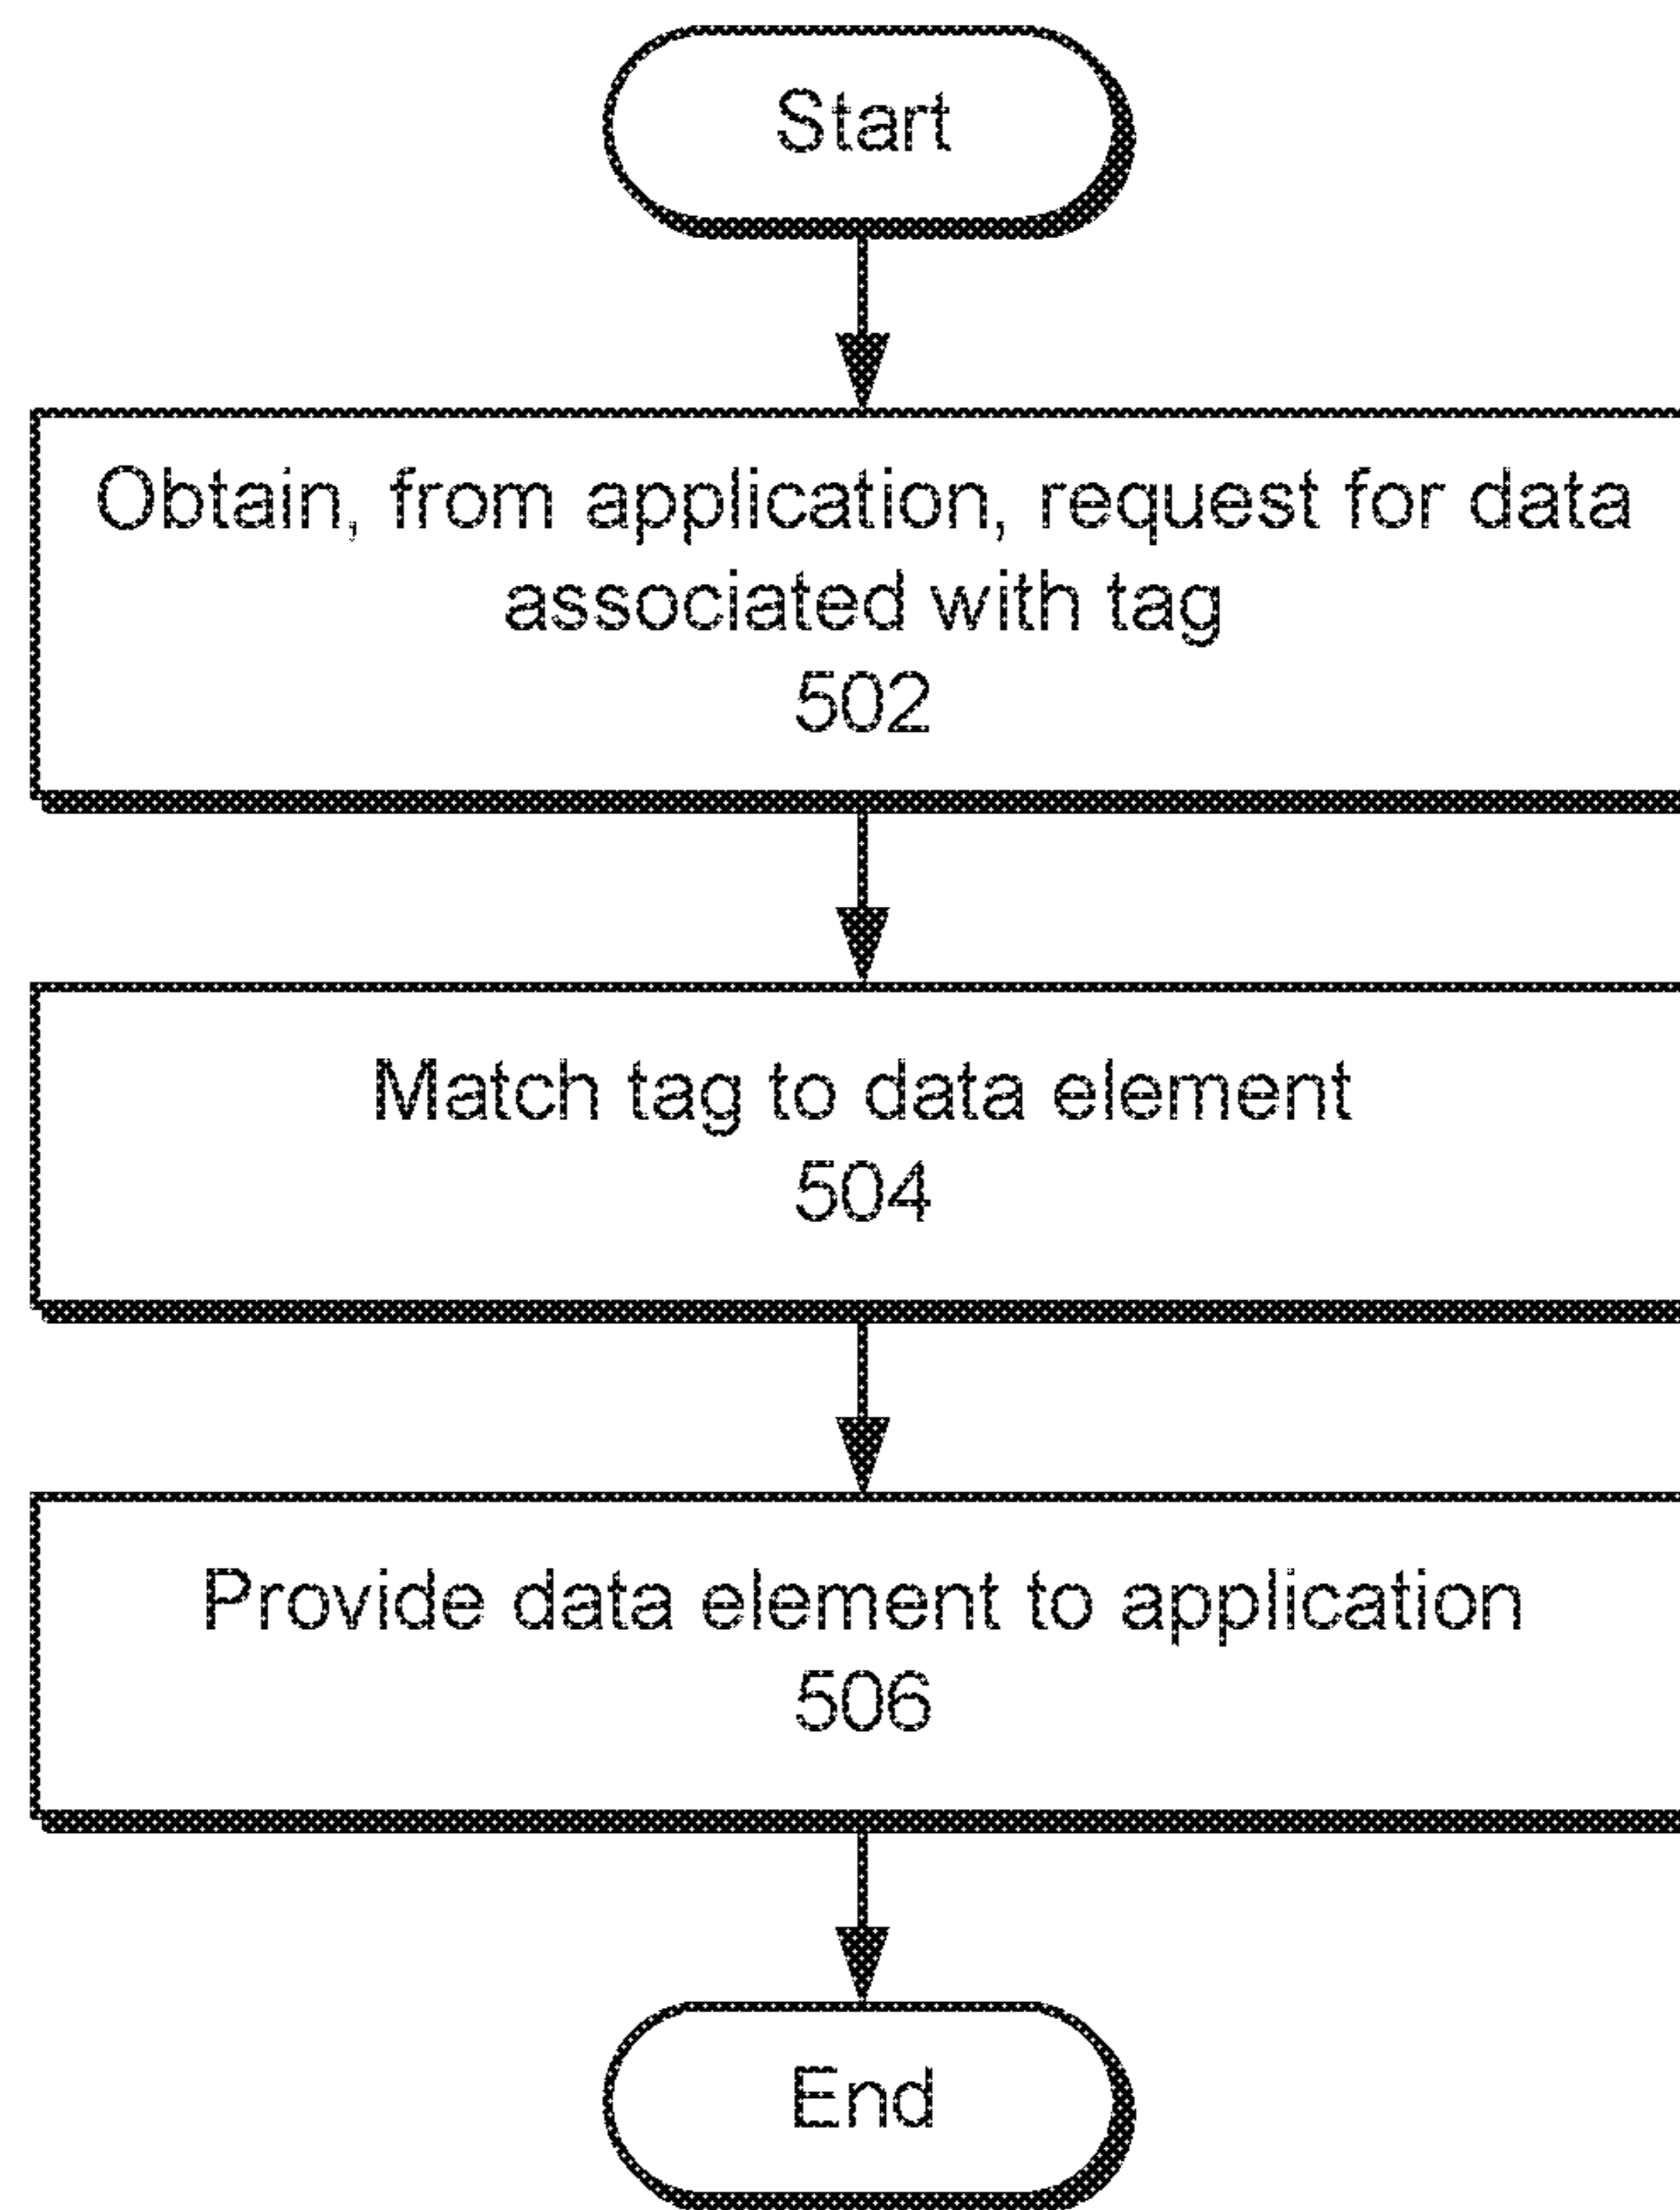 Start
Obtain, from application, request for data
associated with tag
502
Match tag to data element
504
Provide data element to application
506
End